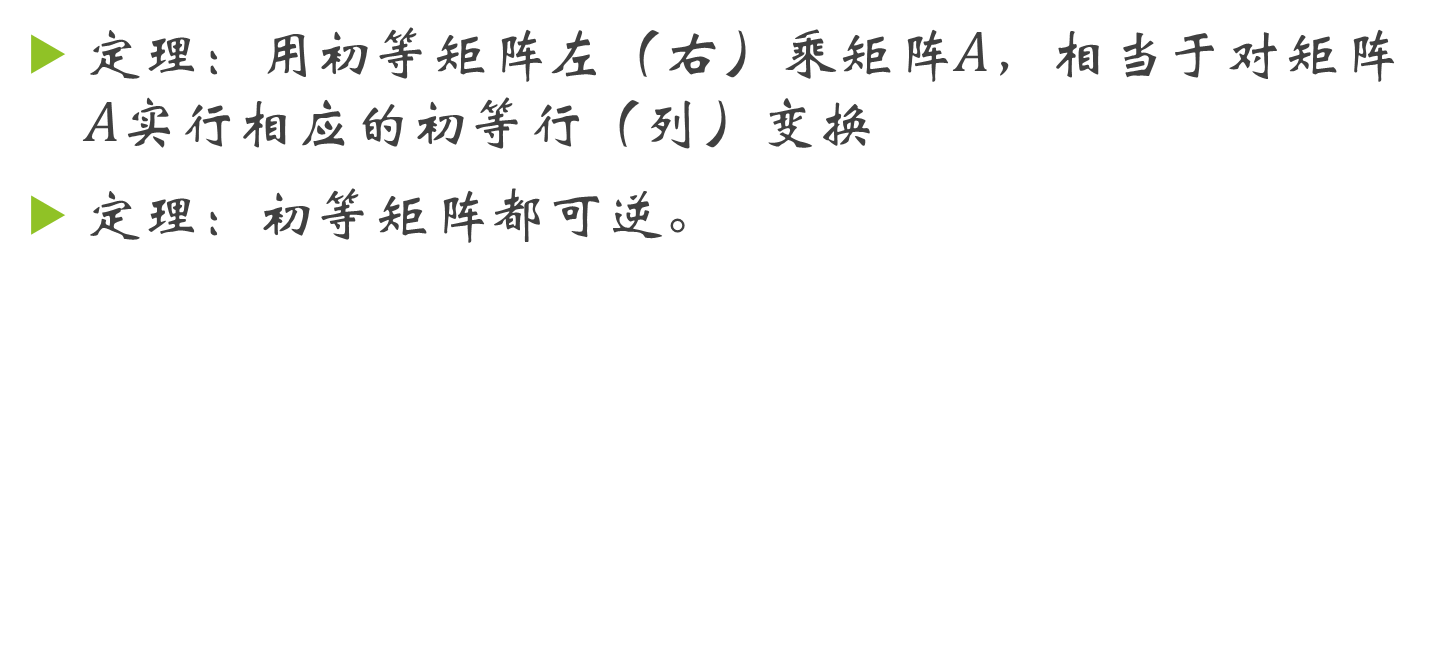 定理：用初等矩阵左（右）乘矩阵A，相当于对矩阵
A实行相应的初等行（列）变换
定理：初等矩阵都可逆。